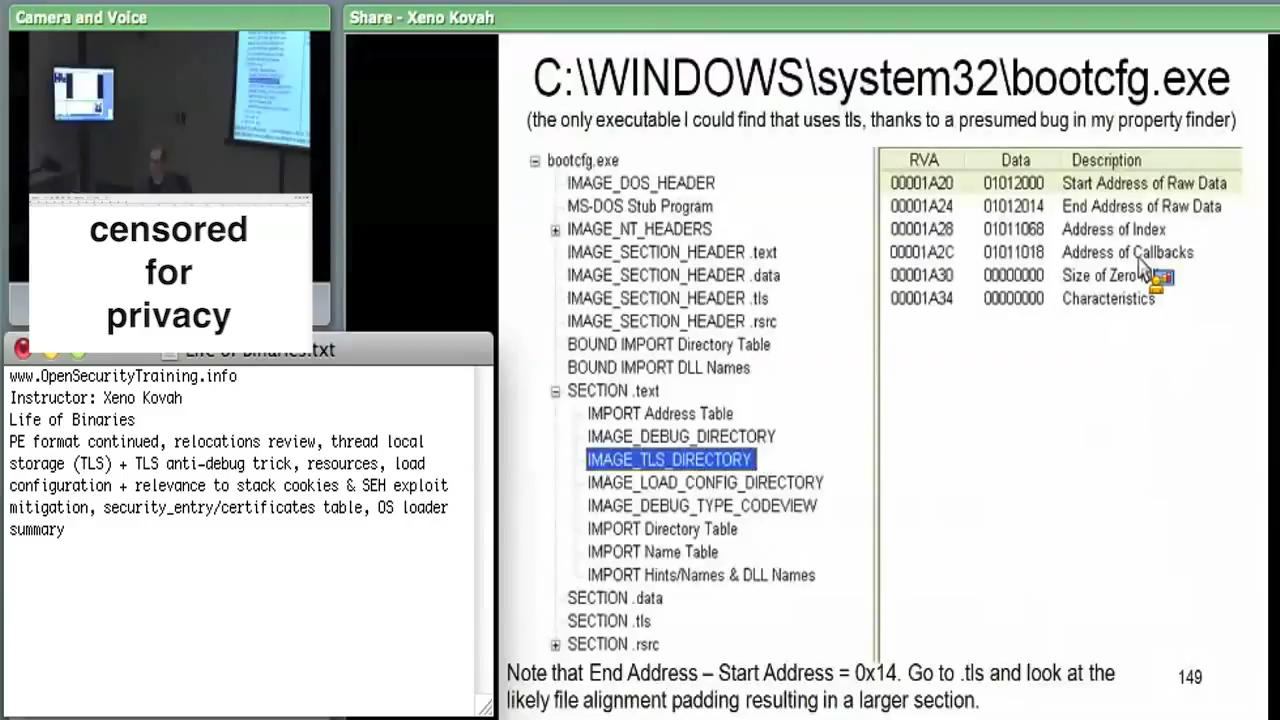 Camera and Voice
Share - Xeno Kovah
censored
for
privacy
Life of Binaries.txt
www.OpenSecurityTraining.info
Instructor: Xeno Kovah
Life of Binaries
PE format continued, relocations review, thread local
storage (TLS) + TLS anti-debug trick, resources, load
configuration + relevance to stack cookies & SEH exploit
mitigation, security_entry/certificates table, OS loader
summary
C:\WINDOWS\system32\bootcfg.exe
(the only executable I could find that uses tls, thanks to a presumed bug in my property finder)
bootcfg.exe
IMAGE_DOS_HEADER
MS-DOS Stub Program
IMAGE_NT_HEADERS
IMAGE_SECTION_HEADER .text
IMAGE_SECTION_HEADER .data
IMAGE_SECTION_HEADER .tls
IMAGE_SECTION_HEADER .rsrc
BOUND IMPORT Directory Table
BOUND IMPORT DLL Names
SECTION .text
IMPORT Address Table
IMAGE_DEBUG_DIRECTORY
IMAGE_TLS_DIRECTORY
IMAGE_LOAD_CONFIG_DIRECTORY
IMAGE_DEBUG_TYPE_CODEVIEW
IMPORT Directory Table
IMPORT Name Table
IMPORT Hints/Names & DLL Names
SECTION .data
SECTION .tls
SECTION .rsrc
RVA Data Description
00001A20 01012000 Start Address of Raw Data
00001A24 01012014 End Address of Raw Data
00001A28 01011068 Address of Index
00001A2C 01011018 Address of Callbacks
00001A30 00000000 Size of Zero
00001A34 00000000 Characteristics
Note that End Address – Start Address = 0x14. Go to .tls and look at the
likely file alignment padding resulting in a larger section.
149